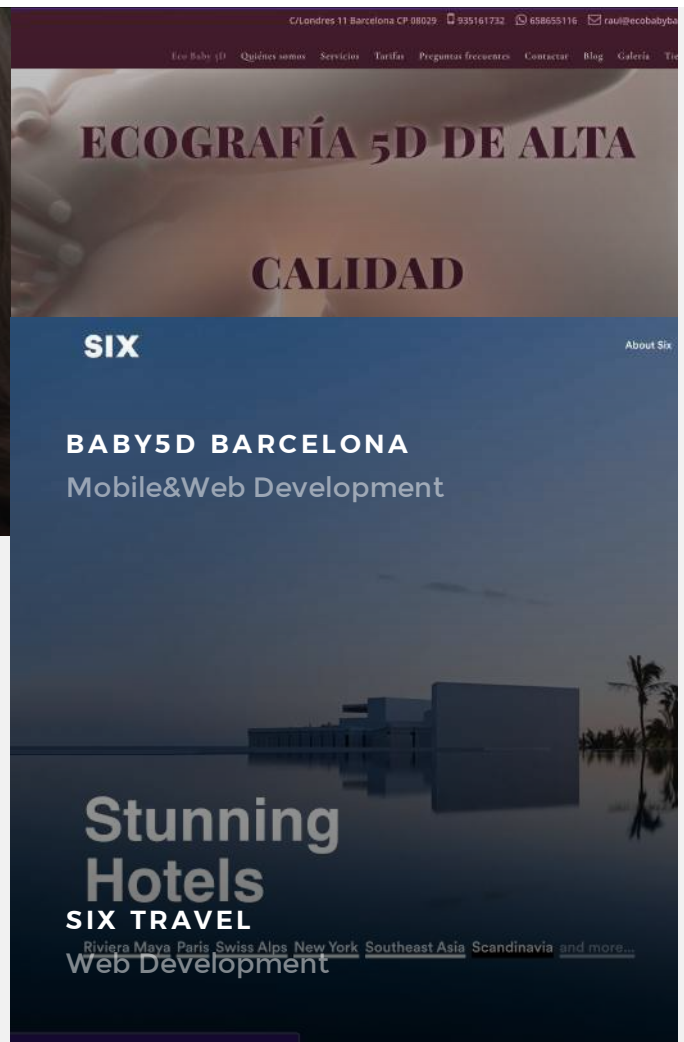 C/Londres 11 Barcelona CP 08029 935161732 658655116 raul@ecobabyba
Eco Baby 5D Quiénes somos Servicios Tarifas Preguntas frecuentes Contactar Blog Galería
ECOGRAFÍA 5D DE ALTA
CALIDAD
SIX About Six
BABY5D BARCELONA
Mobile&Web Development
Stunning
Hotels
SIX TRAVEL
Riviera Maya Paris Swiss Alps New York Southeast Asia Scandinavia and more...
Web Development